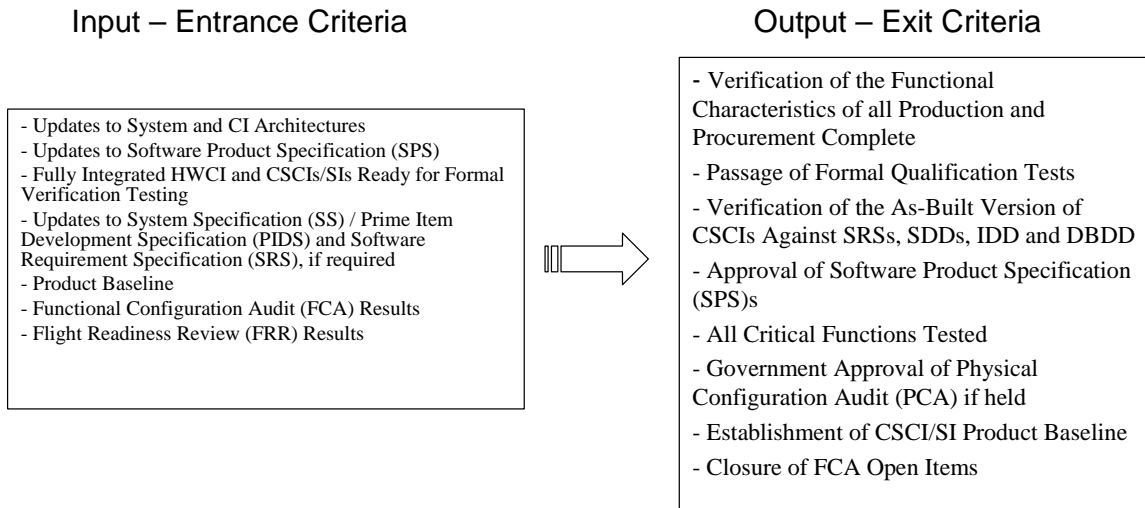 Input – Entrance Criteria
- Updates to System and CI Architectures
- Updates to Software Product Specification (SPS)
- Fully Integrated HWCI and CSCIs/SIs Ready for Formal
Verification Testing
- Updates to System Specification (SS) / Prime Item
Development Specification (PIDS) and Software
Requirement Specification (SRS), if required
- Product Baseline
- Functional Configuration Audit (FCA) Results
- Flight Readiness Review (FRR) Results
Output – Exit Criteria
- Verification of the Functional
Characteristics of all Production and
Procurement Complete
- Passage of Formal Qualification Tests
- Verification of the As-Built Version of
CSCIs Against SRSs, SDDs, IDD and DBDD
- Approval of Software Product Specification
(SPS)s
- All Critical Functions Tested
- Government Approval of Physical
Configuration Audit (PCA) if held
- Establishment of CSCI/SI Product Baseline
- Closure of FCA Open Items